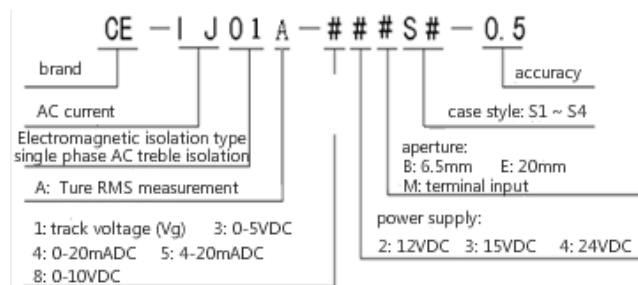 CE-IJ01A-###S#-0.5
brand
accuracy
AC current
case style: S1 ~ S4
Electromagnetic isolation type
single phase AC treble isolation
aperture:
B: 6.5mm E: 20mm
M: terminal input
A: Ture RMS measurement
power supply:
2: 12VDC 3: 15VDC 4: 24VDC
1: track voltage (Vg) 3: 0-5VDC
4: 0-20mADC 5: 4-20mADC
8: 0-10VDC